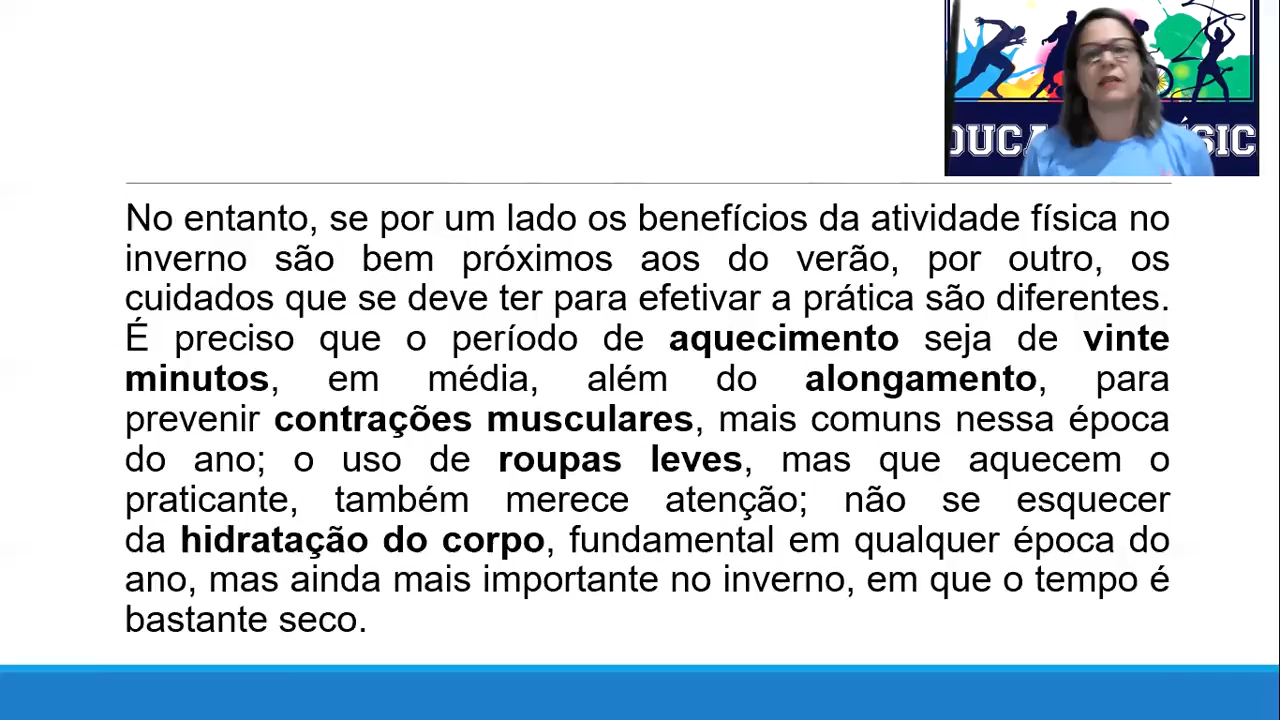 DUCA
SIC
No entanto, se por um lado os benefícios da atividade física no
inverno são bem próximos aos do verão, por outro, os
cuidados que se deve ter para efetivar a prática são diferentes.
É preciso que o período de aquecimento seja de vinte
minutos, em média, além do alongamento, para
prevenir contrações musculares, mais comuns nessa época
do ano; o uso de roupas leves, mas que aquecem o
praticante, também merece atenção; não se esquecer
da hidratação do corpo, fundamental em qualquer época do
ano, mas ainda mais importante no inverno, em que o tempo é
bastante seco.